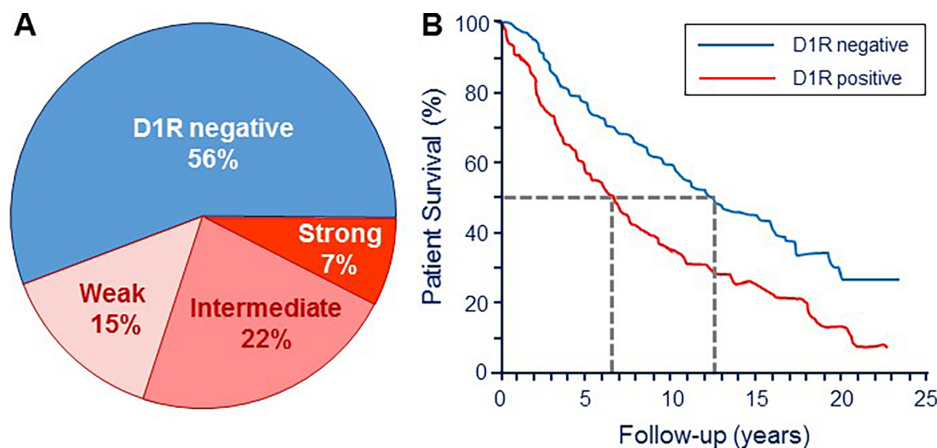 A
D1R negative
56%
Strong
7%
Intermediate
22%
Weak
15%
B
Patient Survival (%)
100
80
60
40
20
0
0
5
10
15
20
25
Follow-up (years)
D1R negative
D1R positive